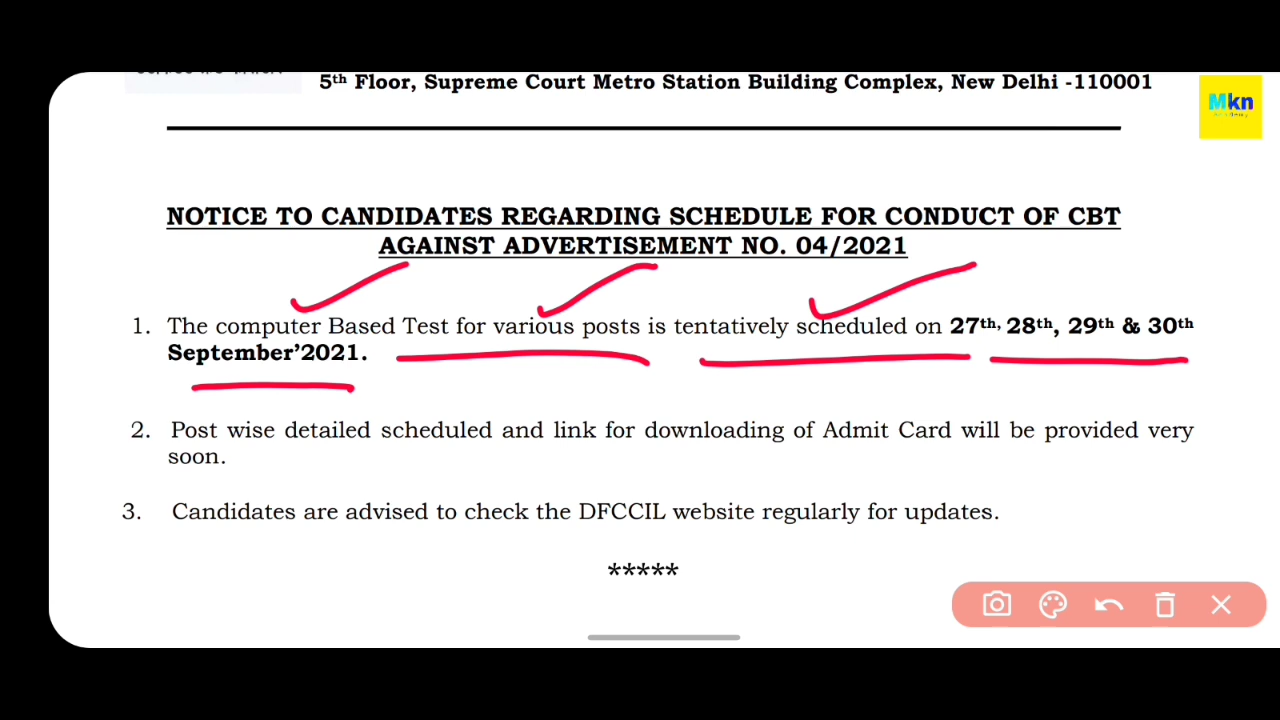 5th Floor, Supreme Court Metro Station Building Complex, New Delhi -110001
Mkn
NOTICE TO CANDIDATES REGARDING SCHEDULE FOR CONDUCT OF CBT
AGAINST ADVERTISEMENT NO. 04/2021
1. The computer Based Test for various posts is tentatively scheduled on 27th, 28th, 29th & 30th
September’2021.
2. Post wise detailed scheduled and link for downloading of Admit Card will be provided very
soon.
3. Candidates are advised to check the DFCCIL website regularly for updates.
*****